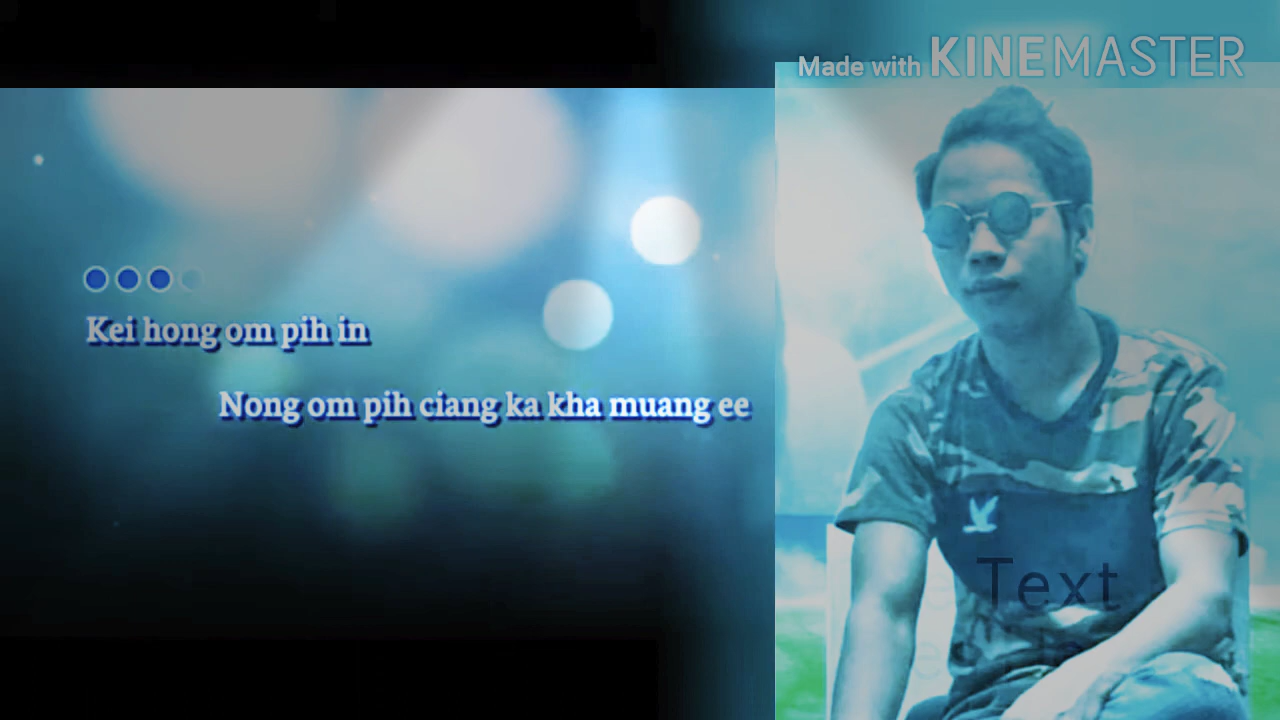 Made with KINEMASTER
Kei hong om pih in
Nong om pih ciang ka kha muang ee
Text